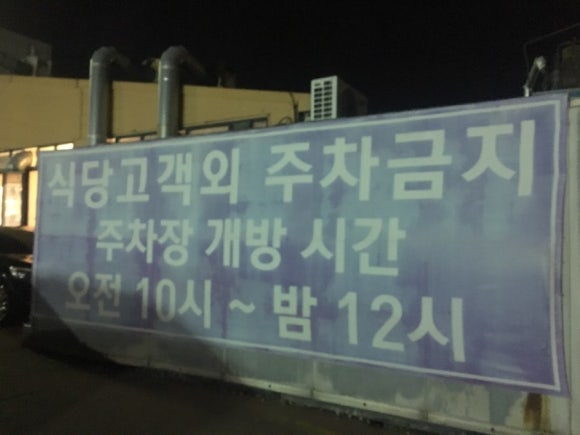 식당고객외 주차금지
주차장 개방 시간
오전 10시 ~ 밤 12시